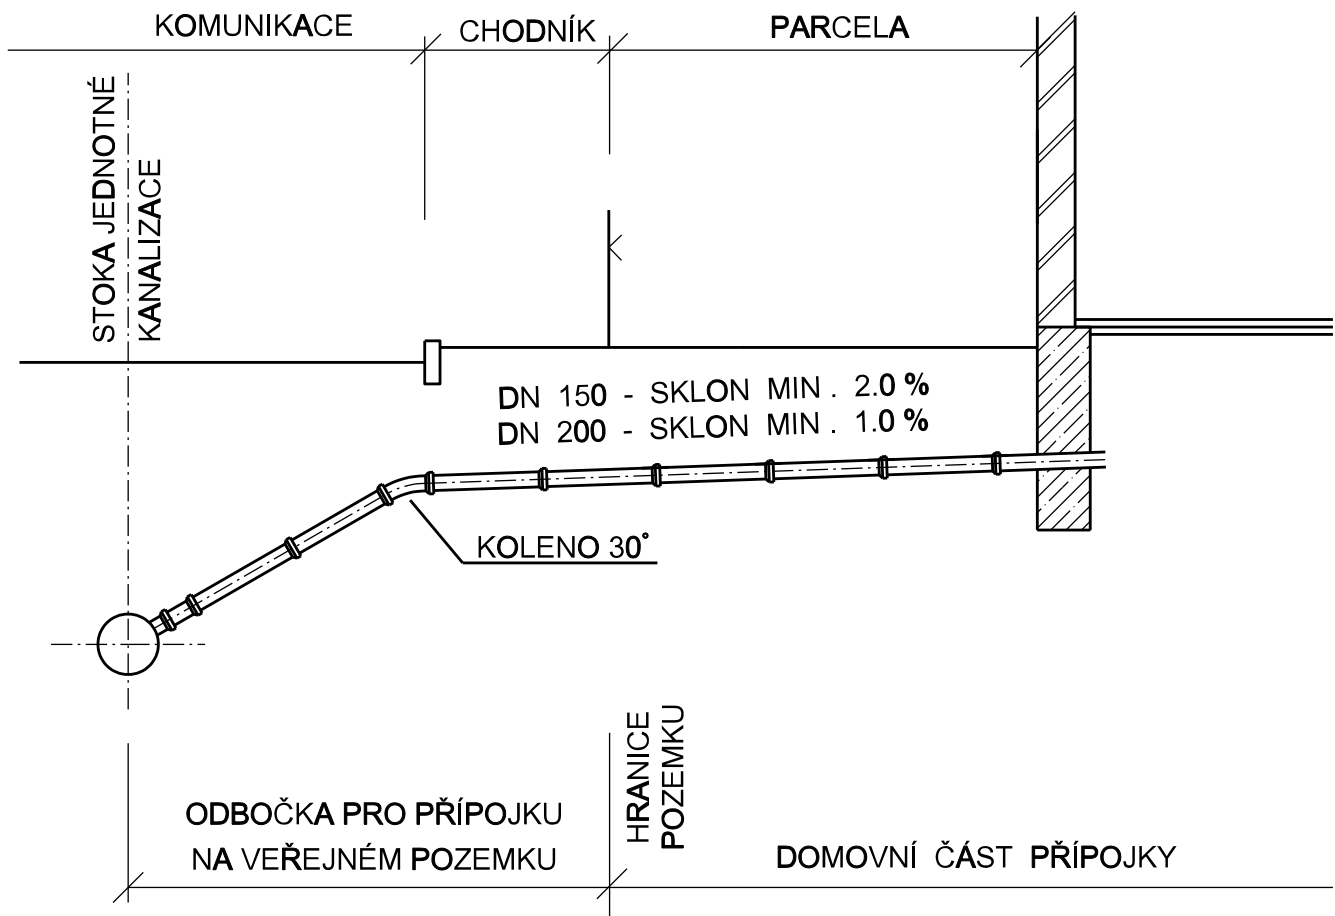 KOMUNIKACE
CHODNÍK
PARCELA
STOKA JEDNOTNÉ
KANALIZACE
DN 150 - SKLON MIN . 2.0 %
DN 200 - SKLON MIN . 1.0 %
KOLENO 30°
HRANICE
POZEMKU
ODBOČKA PRO PŘÍPOJKU
NA VEŘEJNÉM POZEMKU
DOMOVNÍ ČÁST PŘÍPOJKY